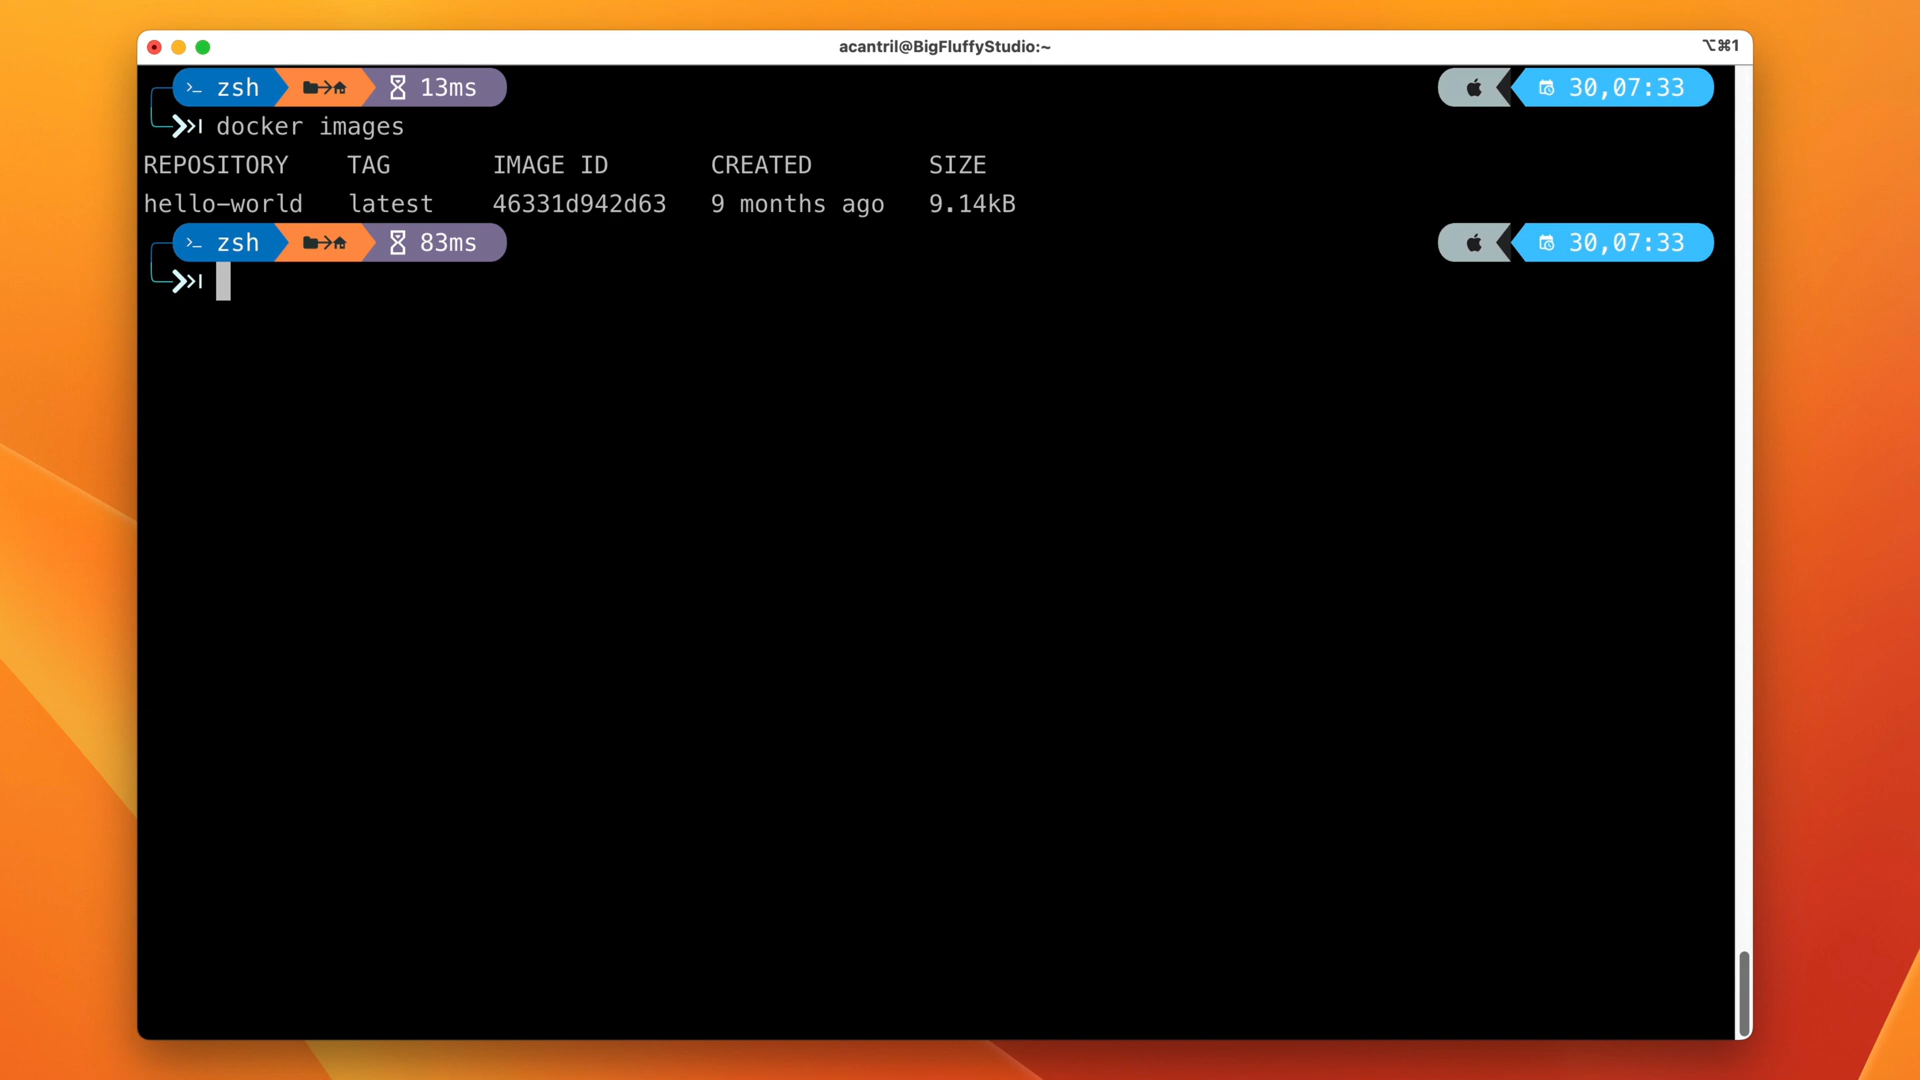 acantril@BigFluffyStudio:~
⌥⌘1
>_ zsh 13ms 30,07:33
docker images
REPOSITORY TAG IMAGE ID CREATED SIZE
hello-world latest 46331d942d63 9 months ago 9.14kB
>_ zsh 83ms 30,07:33